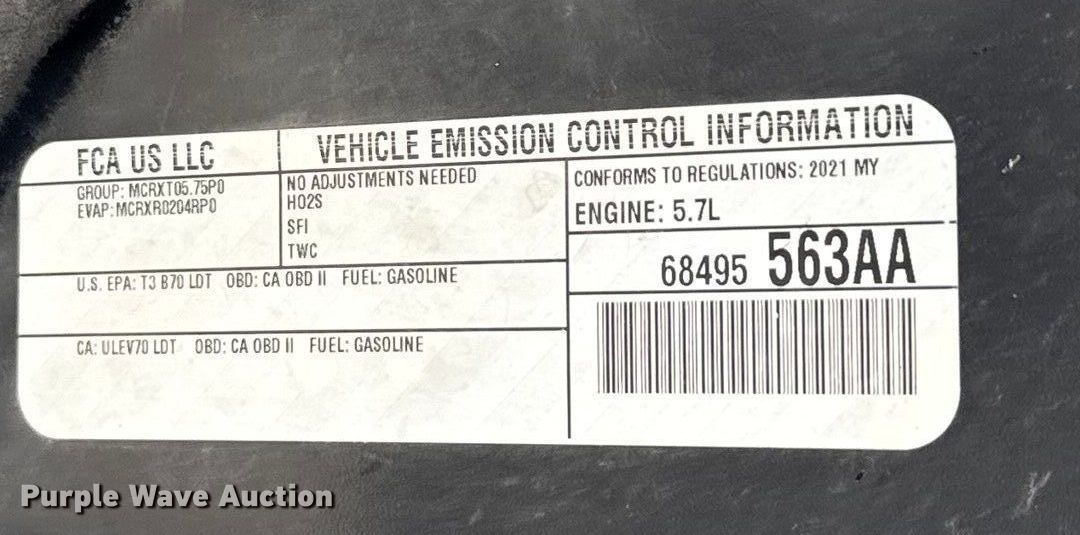 FCA US LLC
VEHICLE EMISSION CONTROL INFORMATION
GROUP: MCRXT05.75P0
EVAP: MCRXR0204RP0
NO ADJUSTMENTS NEEDED
HO2S
SFI
TWC
CONFORMS TO REGULATIONS: 2021 MY
ENGINE: 5.7L
68495 563AA
U.S. EPA: T3 B70 LDT OBD: CA OBD II FUEL: GASOLINE
CA: ULEV70 LDT OBD: CA OBD II FUEL: GASOLINE
Purple Wave Auction